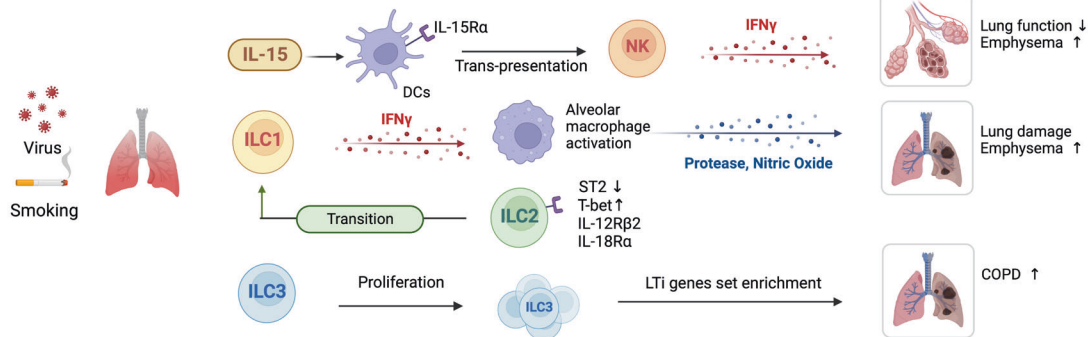 Virus
Smoking
IL-15
IL-15Rα
DCs
Trans-presentation
NK
IFNγ
Lung function ↓
Emphysema ↑
ILC1
IFNγ
Alveolar
macrophage
activation
Protease, Nitric Oxide
Lung damage
Emphysema ↑
Transition
ILC2
ST2 ↓
T-bet↑
IL-12Rβ2
IL-18Rα
ILC3
Proliferation
ILC3
LTi genes set enrichment
COPD ↑